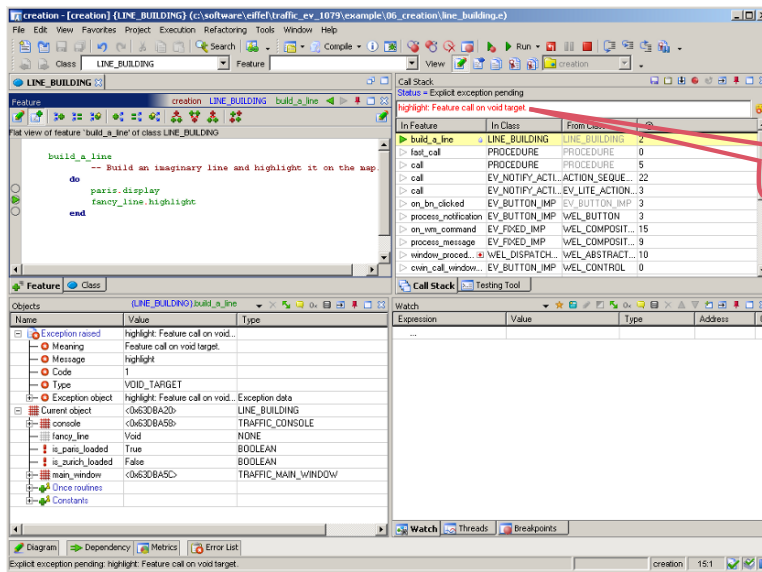 creation - [creation] {LINE_BUILDING} (c:\software\eiffel\traffic_ev_1079\example\06_creation\line_building.e)
File Edit View Favorites Project Execution Refactoring Tools Window Help
Search Compile Run
Class LINE_BUILDING Feature View creation
LINE_BUILDING
Feature creation LINE_BUILDING build_a_line
Flat view of feature `build_a_line' of class LINE_BUILDING
build_a_line
-- Build an imaginary line and highlight it on the map.
do
paris.display
fancy_line.highlight
end
Feature Class
Call Stack
Status = Explicit exception pending
highlight: Feature call on void target.
In Feature In Class From Class @
build_a_line LINE_BUILDING LINE_BUILDING 2
fast_call PROCEDURE PROCEDURE 0
call PROCEDURE PROCEDURE 5
call EV_NOTIFY_ACTI... ACTION_SEQUE... 22
call EV_NOTIFY_ACTI... EV_LITE_ACTION... 3
on_bn_clicked EV_BUTTON_IMP EV_BUTTON_IMP 3
process_notification EV_BUTTON_IMP WEL_BUTTON 3
on_wm_command EV_FIXED_IMP WEL_COMPOSIT... 15
process_message EV_FIXED_IMP WEL_COMPOSIT... 9
window_proced... WEL_DISPATCH... WEL_ABSTRACT... 10
cwin_call_window... EV_BUTTON_IMP WEL_CONTROL 0
Call Stack Testing Tool
Objects {LINE_BUILDING}.build_a_line
Name Value Type
Exception raised highlight: Feature call on void...
Meaning Feature call on void target.
Message highlight
Code 1
Type VOID_TARGET
Exception object highlight: Feature call on void... Exception data
Current object <0x63DBA20> LINE_BUILDING
console <0x63DBA58> TRAFFIC_CONSOLE
fancy_line Void NONE
is_paris_loaded True BOOLEAN
is_zurich_loaded False BOOLEAN
main_window <0x63DBA5C> TRAFFIC_MAIN_WINDOW
Once routines
Constants
Watch
Expression Value Type Address
...
Watch Threads Breakpoints
Diagram Dependency Metrics Error List
Explicit exception pending: highlight: Feature call on void target. creation 15:1